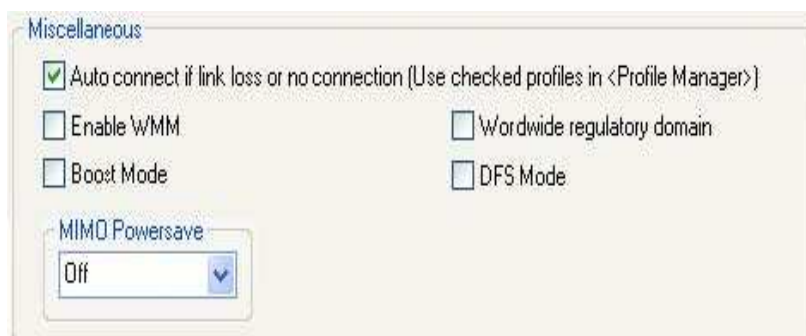 Miscellaneous
Auto connect if link loss or no connection (Use checked profiles in <Profile Manager>)
Enable WMM
Wordwide regulatory domain
Boost Mode
DFS Mode
MIMO Powersave
Off